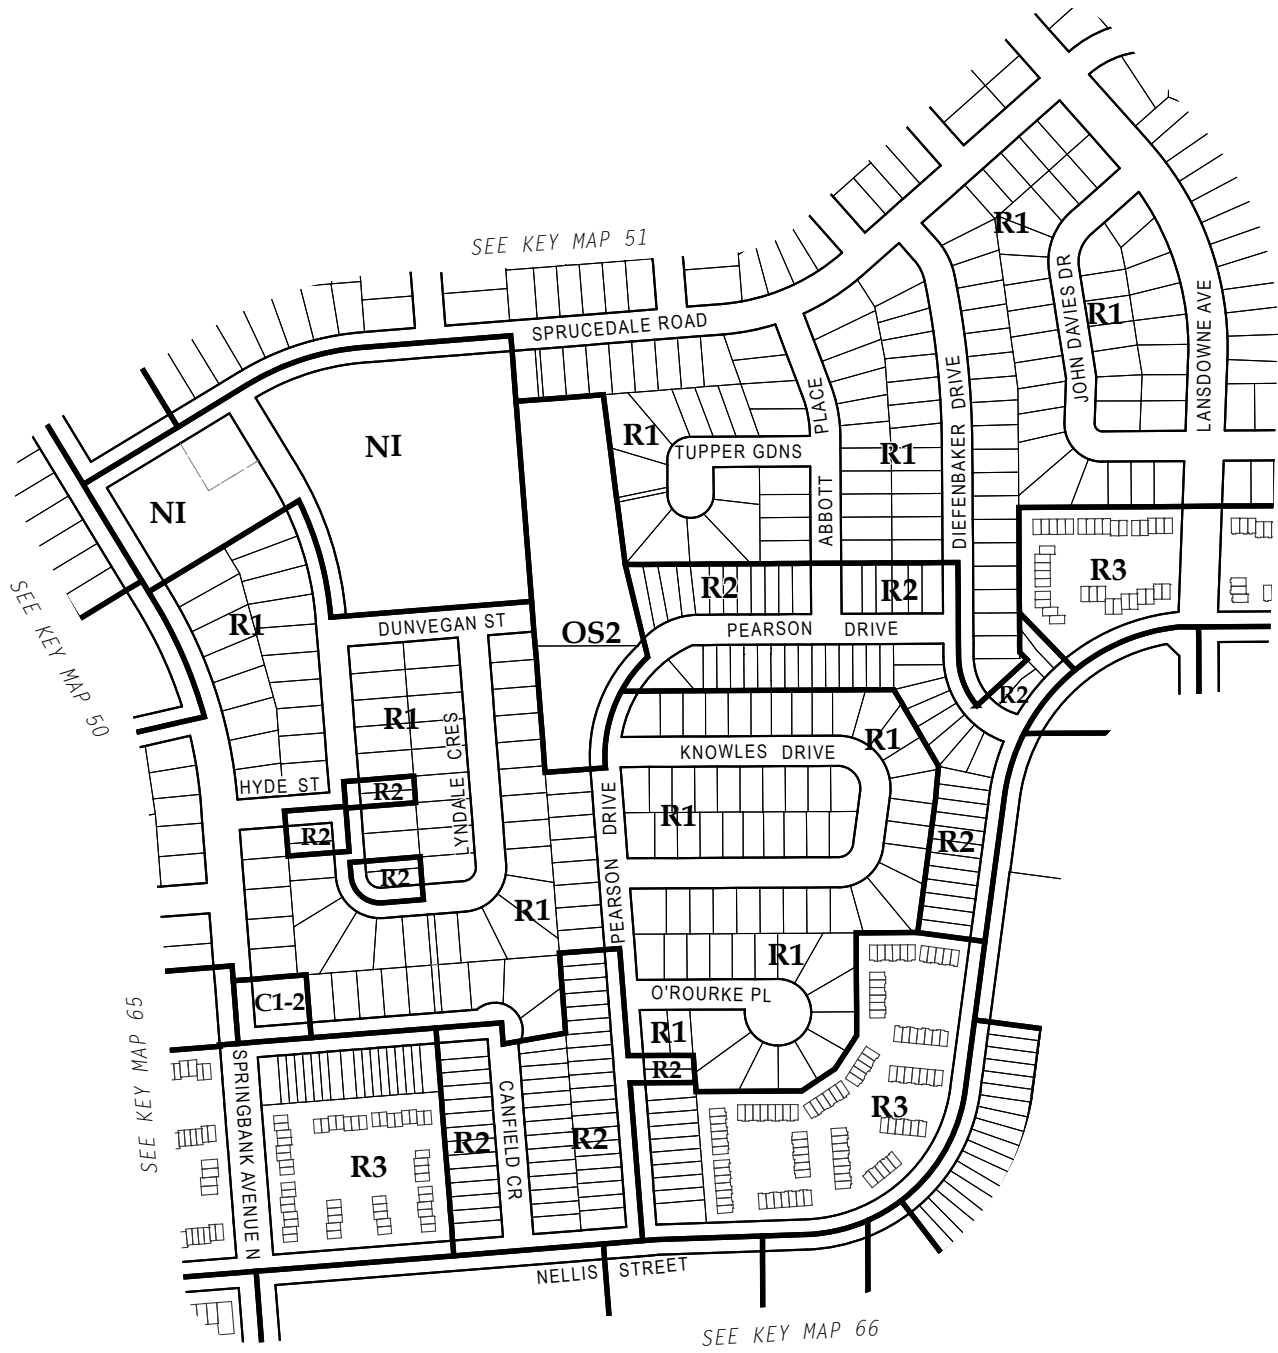 R1
SEE KEY MAP 51
JOHN DAVIES DR
R1
LANSDOWNE AVE
SPRUCEDALE ROAD
PLACE
DIEFENBAKER DRIVE
NI
R1
TUPPER GDNS
R1
NI
ABBOTT
R3
SEE KEY MAP 50
R2
R2
R1
DUNVEGAN ST
OS2
PEARSON DRIVE
R2
R1
LYNDALE CRES
R1
KNOWLES DRIVE
HYDE ST
R2
PEARSON DRIVE
R1
R2
R2
R2
R1
R1
C1-2
O'ROURKE PL
R1
SEE KEY MAP 65
SPRINGBANK AVENUE N
R2
CANFIELD CR
R3
R2
R2
R3
NELLIS STREET
SEE KEY MAP 66